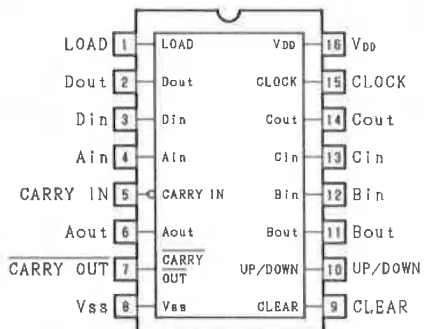 LOAD 1 LOAD VDD 16 VDD
Dout 2 Dout CLOCK 15 CLOCK
Din 3 Din Cout 14 Cout
Ain 4 Ain Cin 13 Cin
CARRY IN 5 CARRY IN Bin 12 Bin
Aout 6 Aout Bout 11 Bout
CARRY OUT 7 CARRY OUT UP/DOWN 10 UP/DOWN
Vss 8 Vss CLEAR 9 CLEAR